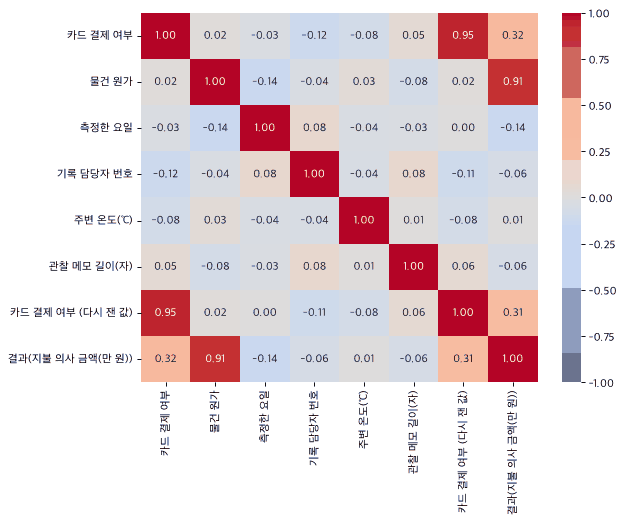 카드 결제 여부 1.00 0.02 -0.03 -0.12 -0.08 0.05 0.95 0.32
물건 원가 0.02 1.00 -0.14 -0.04 0.03 -0.08 0.02 0.91
측정한 요일 -0.03 -0.14 1.00 0.08 -0.04 -0.03 0.00 -0.14
기록 담당자 번호 -0.12 -0.04 0.08 1.00 -0.04 0.08 -0.11 -0.06
주변 온도(℃) -0.08 0.03 -0.04 -0.04 1.00 0.01 -0.08 0.01
관찰 메모 길이(자) 0.05 -0.08 -0.03 0.08 0.01 1.00 0.06 -0.06
카드 결제 여부 (다시 잰 값) 0.95 0.02 0.00 -0.11 -0.08 0.06 1.00 0.31
결과(지불 의사 금액(만 원)) 0.32 0.91 -0.14 -0.06 0.01 -0.06 0.31 1.00
카드 결제 여부
물건 원가
측정한 요일
기록 담당자 번호
주변 온도(℃)
관찰 메모 길이(자)
카드 결제 여부 (다시 잰 값)
결과(지불 의사 금액(만 원))
1.00
0.75
0.50
0.25
0.00
-0.25
-0.50
-0.75
-1.00